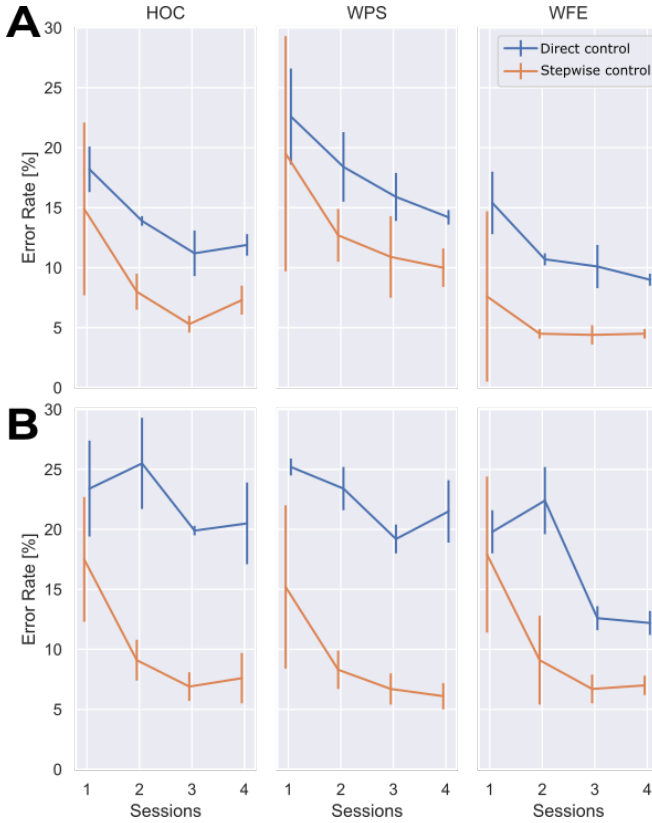 A
HOC
WPS
WFE
Direct control
Stepwise control
Error Rate [%]
30
25
20
15
10
5
0
B
Error Rate [%]
30
25
20
15
10
5
0
1 2 3 4
1 2 3 4
1 2 3 4
Sessions
Sessions
Sessions